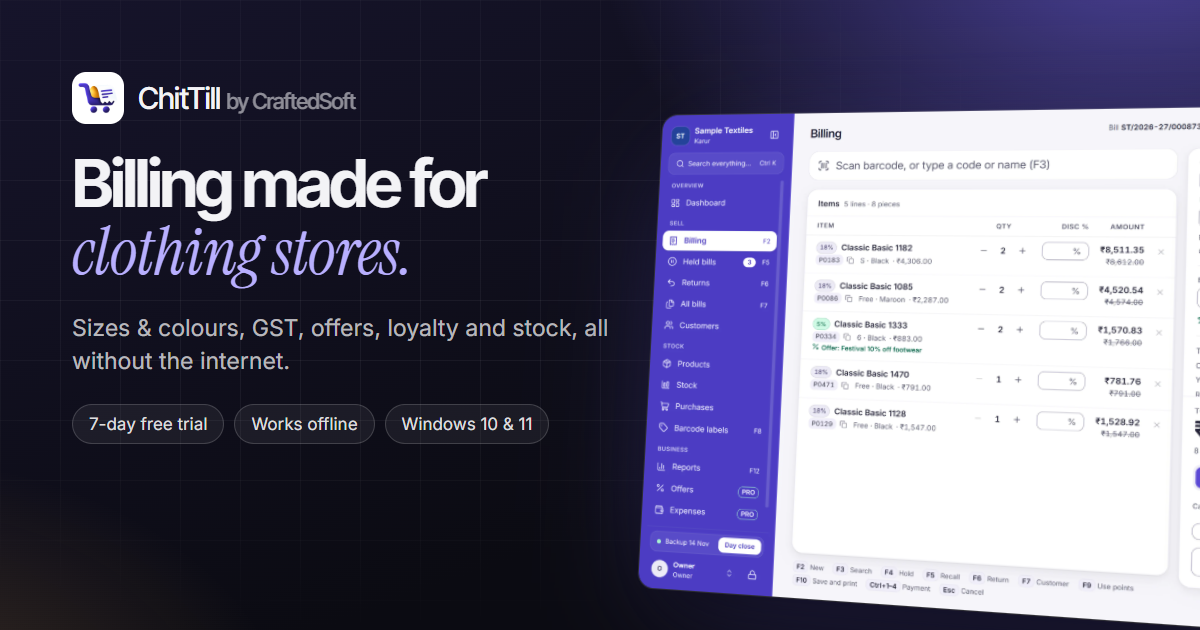 ChitTill by CraftedSoft
Billing made for
clothing stores.
Sizes & colours, GST, offers, loyalty and stock, all
without the internet.
7-day free trial
Works offline
Windows 10 & 11
ST
Sample Textiles
Karur
Search everything... Ctrl K
OVERVIEW
Dashboard
SELL
Billing F2
Held bills 3 F5
Returns F6
All bills F7
Customers
STOCK
Products
Stock
Purchases
Barcode labels F8
BUSINESS
Reports F12
Offers PRO
Expenses PRO
Backup 14 Nov Day close
O
Owner
Owner
Billing
Bill ST/2026-27/000873
Scan barcode, or type a code or name (F3)
Items 5 lines · 8 pieces
ITEM QTY DISC % AMOUNT
18% Classic Basic 1182 − 2 + % ₹8,511.35 ×
P0183 S · Black · ₹4,306.00 ₹8,612.00
18% Classic Basic 1085 − 2 + % ₹4,520.54 ×
P0086 Free · Maroon · ₹2,287.00 ₹4,574.00
5% Classic Basic 1333 − 2 + % ₹1,570.83 ×
P0334 6 · Black · ₹883.00 ₹1,766.00
% Offer: Festival 10% off footwear
18% Classic Basic 1470 − 1 + % ₹781.76 ×
P0471 Free · Black · ₹791.00 ₹791.00
18% Classic Basic 1128 − 1 + % ₹1,528.92 ×
P0129 Free · Black · ₹1,547.00 ₹1,547.00
F2 New F3 Search F4 Hold F5 Recall F6 Return F7 Customer F9 Use points
F10 Save and print Ctrl+1-4 Payment Esc Cancel